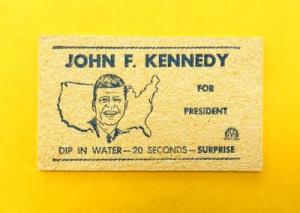 JOHN F. KENNEDY
FOR
PRESIDENT
DIP IN WATER — 20 SECONDS — SURPRISE